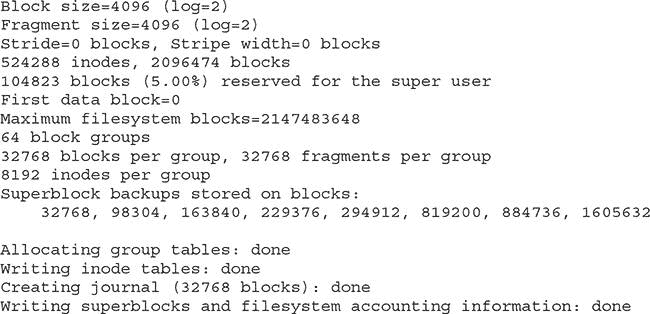 Block size=4096 (log=2)
Fragment size=4096 (log=2)
Stride=0 blocks, Stripe width=0 blocks
524288 inodes, 2096474 blocks
104823 blocks (5.00%) reserved for the super user
First data block=0
Maximum filesystem blocks=2147483648
64 block groups
32768 blocks per group, 32768 fragments per group
8192 inodes per group
Superblock backups stored on blocks:
32768, 98304, 163840, 229376, 294912, 819200, 884736, 1605632
Allocating group tables: done
Writing inode tables: done
Creating journal (32768 blocks): done
Writing superblocks and filesystem accounting information: done